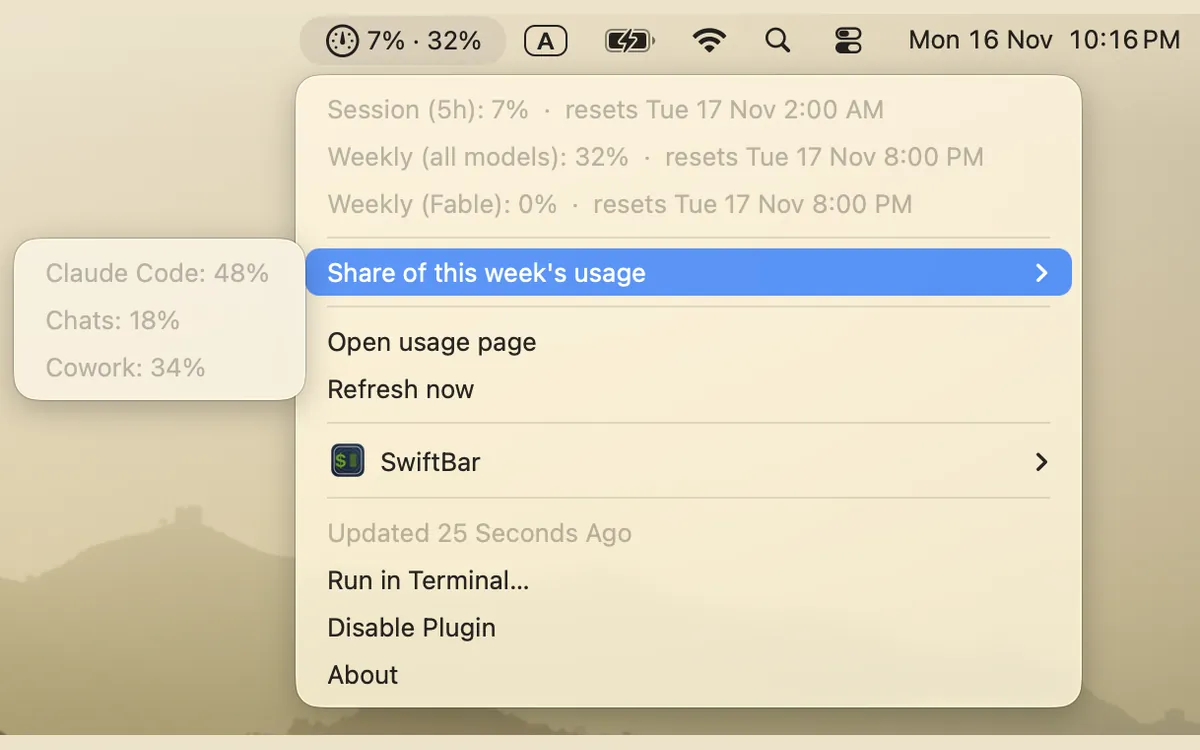 7% · 32% A Mon 16 Nov 10:16 PM
Session (5h): 7% · resets Tue 17 Nov 2:00 AM
Weekly (all models): 32% · resets Tue 17 Nov 8:00 PM
Weekly (Fable): 0% · resets Tue 17 Nov 8:00 PM
Share of this week's usage
Claude Code: 48%
Chats: 18%
Cowork: 34%
Open usage page
Refresh now
$ SwiftBar
Updated 25 Seconds Ago
Run in Terminal...
Disable Plugin
About